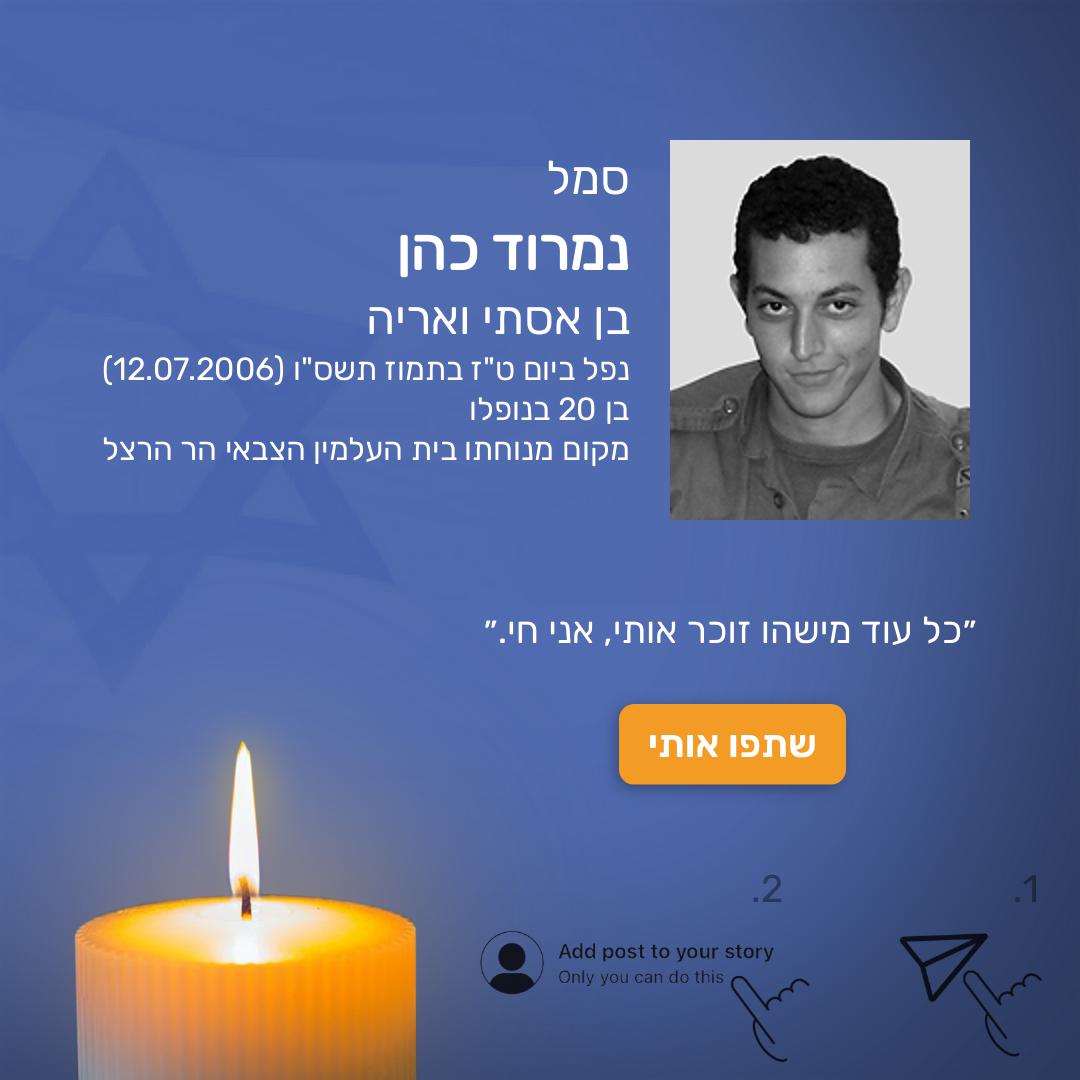 סמל
נמרוד כהן
בן אסתי ואריה
נפל ביום ט"ז בתמוז תשס"ו (12.07.2006)
בן 20 בנופלו
מקום מנוחתו בית העלמין הצבאי הר הרצל
״כל עוד מישהו זוכר אותי, אני חי.״
שתפו אותי
.1
.2
Add post to your story
Only you can do this